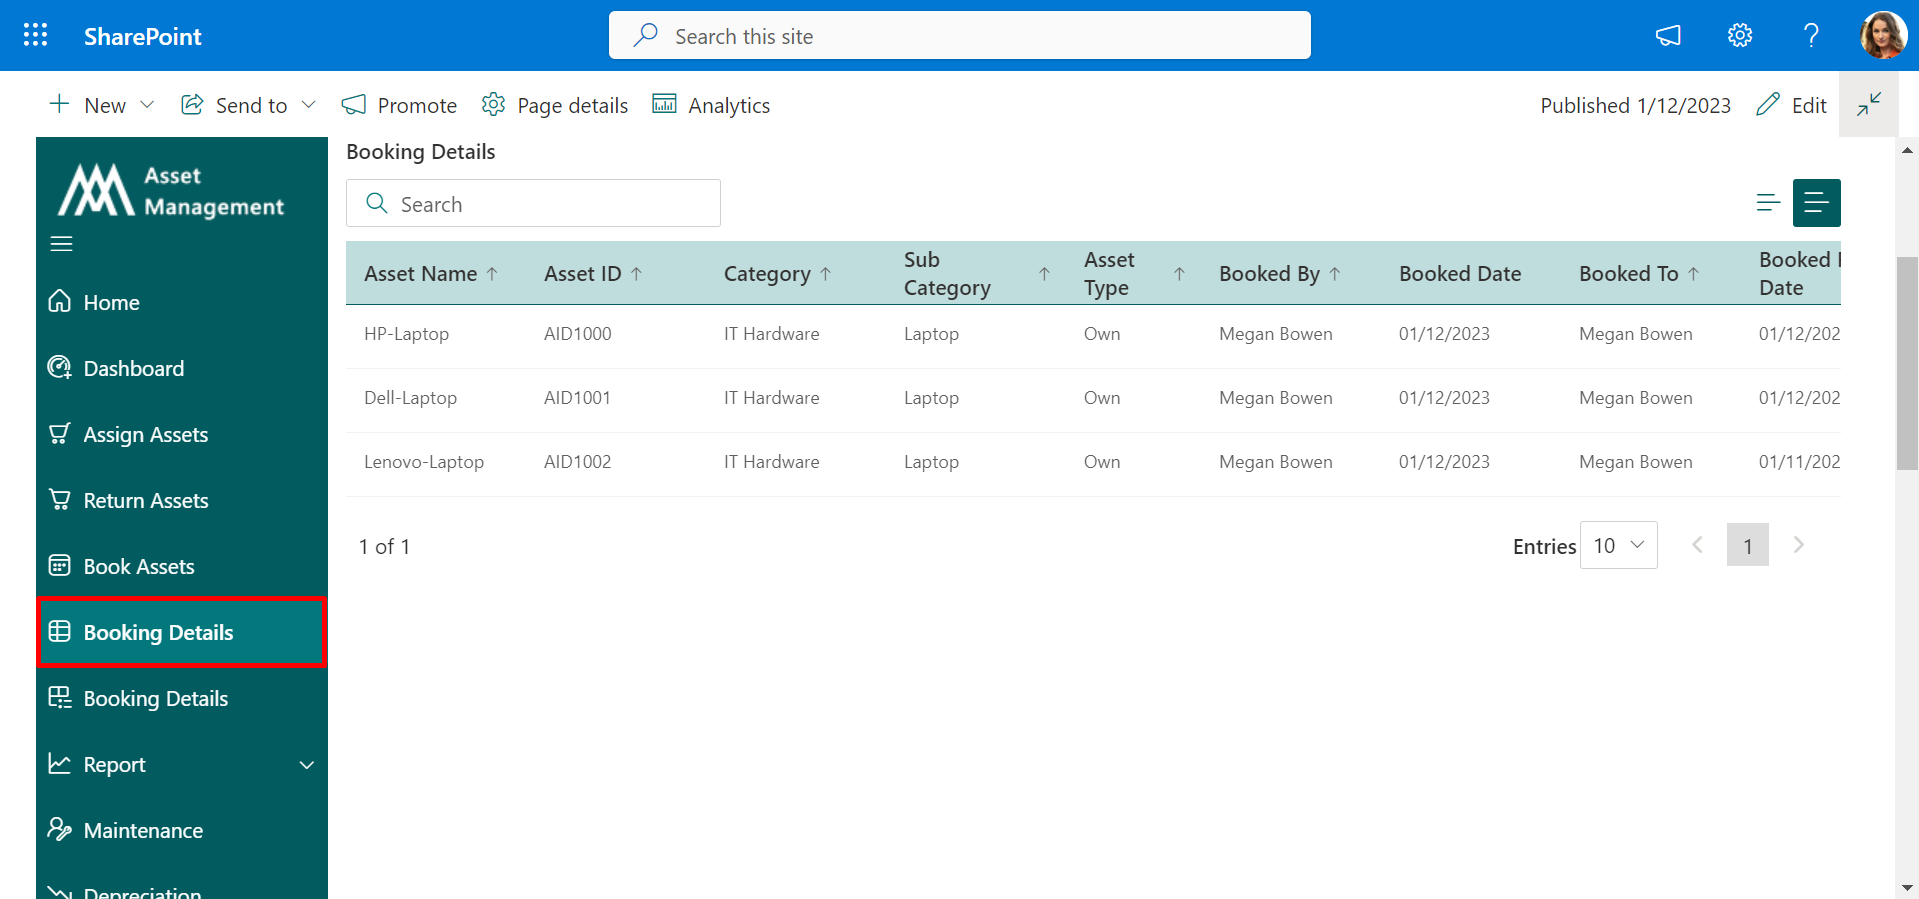 SharePoint
Search this site
New
Send to
Promote
Page details
Analytics
Published 1/12/2023
Edit
Asset
Management
Home
Dashboard
Assign Assets
Return Assets
Book Assets
Booking Details
Booking Details
Report
Maintenance
Depreciation
Booking Details
Search
Asset Name ↑ Asset ID ↑ Category ↑ Sub Category ↑ Asset Type ↑ Booked By ↑ Booked Date Booked To ↑ Booked Date
HP-Laptop AID1000 IT Hardware Laptop Own Megan Bowen 01/12/2023 Megan Bowen 01/12/202
Dell-Laptop AID1001 IT Hardware Laptop Own Megan Bowen 01/12/2023 Megan Bowen 01/12/202
Lenovo-Laptop AID1002 IT Hardware Laptop Own Megan Bowen 01/12/2023 Megan Bowen 01/11/202
1 of 1
Entries 10
1